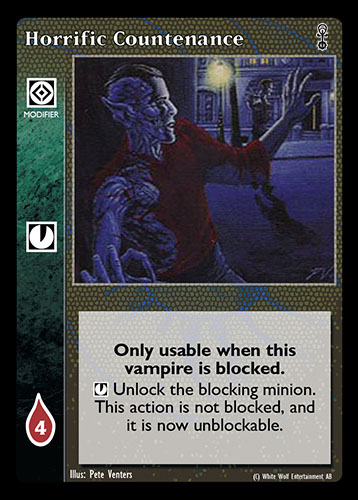 Horrific Countenance
MODIFIER
Only usable when this
vampire is blocked.
Unlock the blocking minion.
This action is not blocked, and
it is now unblockable.
4
Illus: Pete Venters
(C) White Wolf Entertainment AB